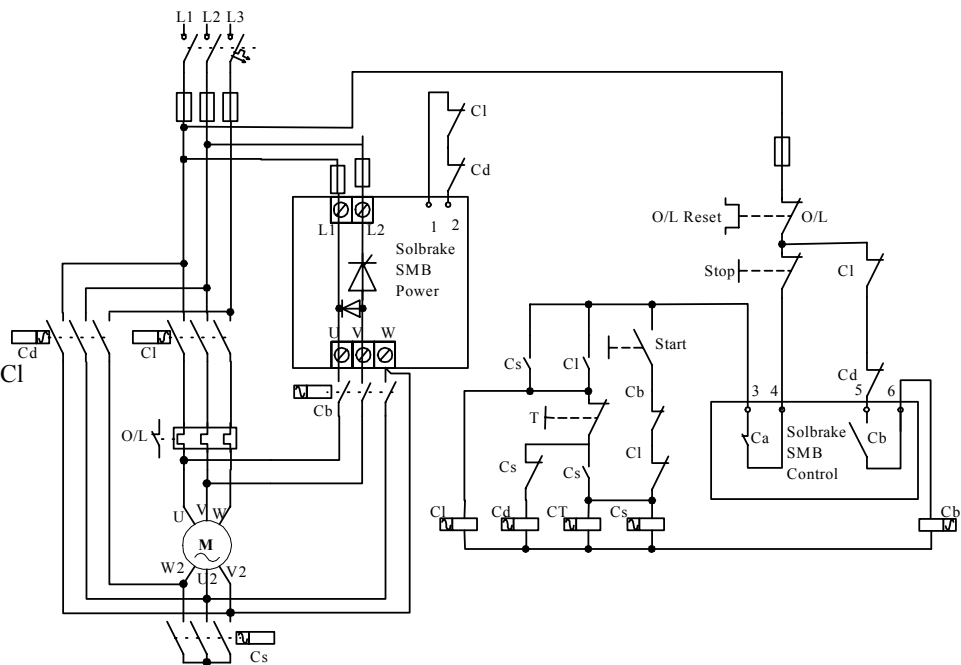 L1 L2 L3
Cl
Cd
L1
L2
1 2
Solbrake
SMB
Power
U V W
O/L Reset
O/L
Stop
Cl
Cd
Cl
Cl
Cb
Cs
Cl
Start
Cb
T
Cd
3 4 5 6
O/L
Ca
Solbrake
SMB
Control
Cb
Cs
Cs
Cl
U V W
M
W2 U2 V2
Cl
Cd
CT
Cs
Cb
Cs